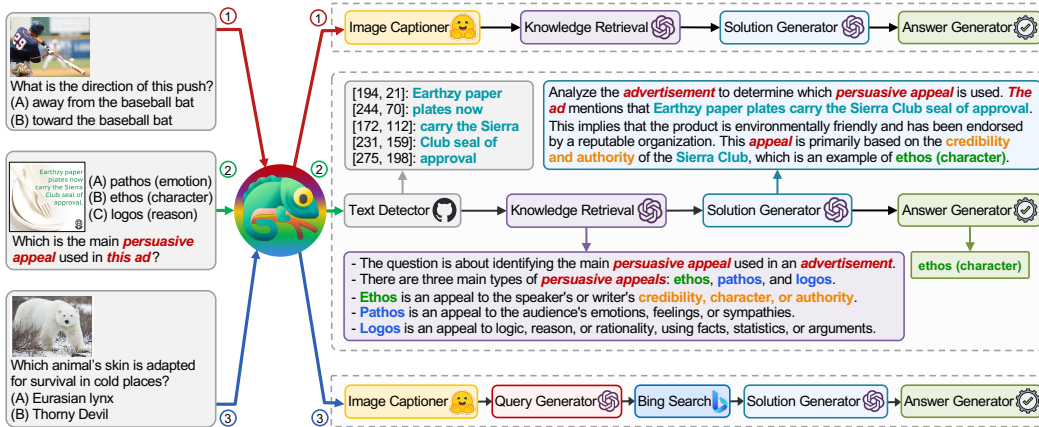 29
What is the direction of this push?
(A) away from the baseball bat
(B) toward the baseball bat
①
①
Image Captioner
Knowledge Retrieval
Solution Generator
Answer Generator
Earthzy paper
plates now
carry the Sierra
Club seal of
approval.
(A) pathos (emotion)
(B) ethos (character)
(C) logos (reason)
Which is the main persuasive
appeal used in this ad?
②
②
[194, 21]: Earthzy paper
[244, 70]: plates now
[172, 112]: carry the Sierra
[231, 159]: Club seal of
[275, 198]: approval
Analyze the advertisement to determine which persuasive appeal is used. The
ad mentions that Earthzy paper plates carry the Sierra Club seal of approval.
This implies that the product is environmentally friendly and has been endorsed
by a reputable organization. This appeal is primarily based on the credibility
and authority of the Sierra Club, which is an example of ethos (character).
Text Detector
Knowledge Retrieval
Solution Generator
Answer Generator
ethos (character)
- The question is about identifying the main persuasive appeal used in an advertisement.
- There are three main types of persuasive appeals: ethos, pathos, and logos.
- Ethos is an appeal to the speaker's or writer's credibility, character, or authority.
- Pathos is an appeal to the audience's emotions, feelings, or sympathies.
- Logos is an appeal to logic, reason, or rationality, using facts, statistics, or arguments.
Which animal's skin is adapted
for survival in cold places?
(A) Eurasian lynx
(B) Thorny Devil
③
③
Image Captioner
Query Generator
Bing Search
Solution Generator
Answer Generator